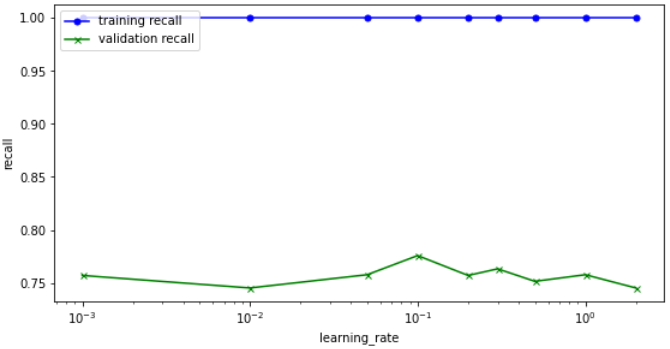 1.00
training recall
validation recall
0.95
0.90
0.85
0.80
0.75
recall
10⁻³
10⁻²
10⁻¹
10⁰
learning_rate